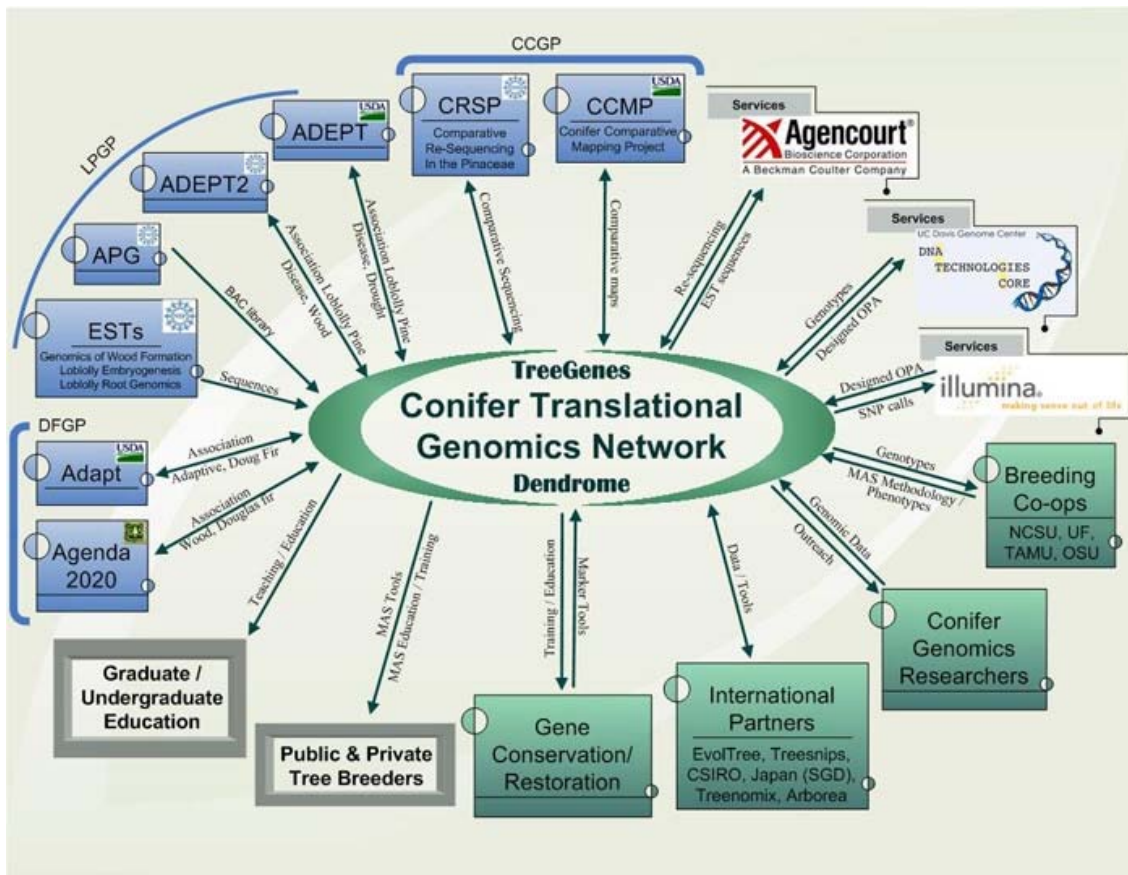 CCGP
LPGP
DFGP
CRSP
Comparative
Re-Sequencing
In the Pinaceae
USDA
CCMP
Conifer Comparative
Mapping Project
USDA
ADEPT
ADEPT2
APG
ESTs
Genomics of Wood Formation
Loblolly Embryogenesis
Loblolly Root Genomics
USDA
Adapt
Agenda
2020
Services
Agencourt®
Bioscience Corporation
A Beckman Coulter Company
Services
UC Davis Genome Center
DNA
TECHNOLOGIES
CORE
Services
illumina®
making sense out of life
Association Loblolly Pine
Disease, Wood
Association Loblolly Pine
Disease, Drought
Comparative Sequencing
Comparative maps
Re-sequencing
EST sequences
Genotypes
Designed OPA
Designed OPA
SNP calls
BAC library
Sequences
Association
Adaptive, Doug Fir
Association
Wood, Douglas fir
TreeGenes
Conifer Translational
Genomics Network
Dendrome
Genotypes
MAS Methodology /
Phenotypes
Genomic Data
Outreach
Data / Tools
Marker Tools
Training / Education
MAS Tools
MAS Education / Training
Teaching / Education
Breeding
Co-ops
NCSU, UF,
TAMU, OSU
Conifer
Genomics
Researchers
International
Partners
EvolTree, Treesnips,
CSIRO, Japan (SGD),
Treenomix, Arborea
Gene
Conservation/
Restoration
Public & Private
Tree Breeders
Graduate /
Undergraduate
Education